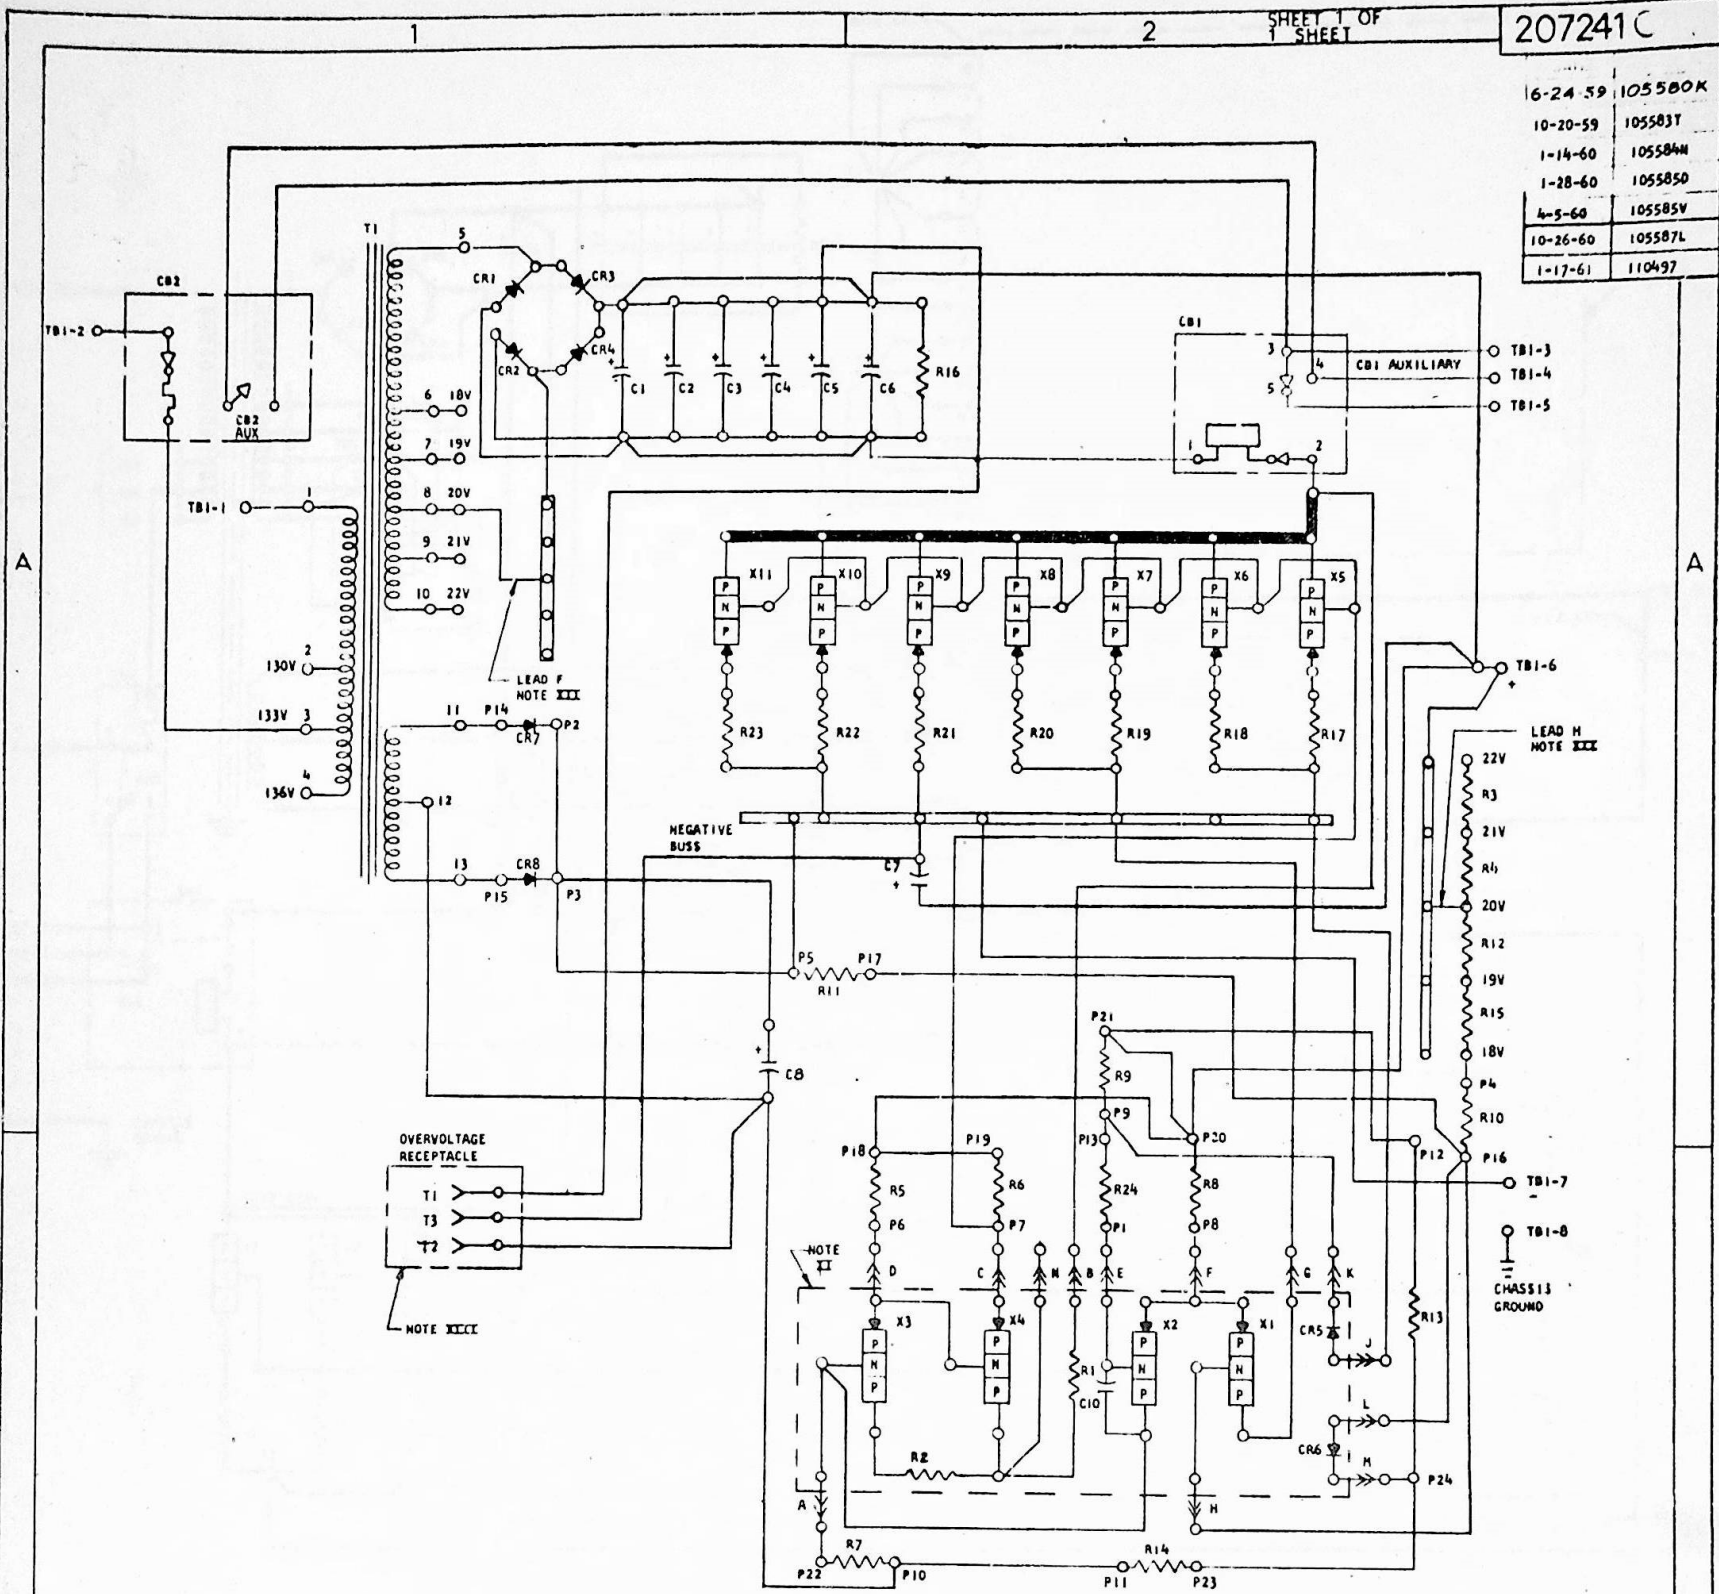 1
2
SHEET 1 OF
1 SHEET
207241C
6-24-59 105580K
10-20-59 105583T
1-14-60 105584M
1-28-60 105585D
4-5-60 105585V
10-26-60 105587L
1-17-61 110497
A
A
CB2
TB1-2
CB2
AUX
TB1-1
1
2
130V
133V 3
4
136V
T1
5
6 18V
7 19V
8 20V
9 21V
10 22V
11 P14
CR7
P2
12
13
P15
CR8
P3
CR1
CR3
CR2
CR4
+ C1
+ C2
+ C3
+ C4
+ C5
+ C6
R16
LEAD F
NOTE III
CB1
3
4
5
1
2
CB1 AUXILIARY
TB1-3
TB1-4
TB1-5
X11
X10
X9
X8
X7
X6
X5
P P P P P P P
N N N N N N N
P P P P P P P
R23
R22
R21
R20
R19
R18
R17
TB1-6
+
LEAD H
NOTE III
22V
R3
21V
R4
20V
R12
19V
R15
18V
P4
R10
P16
NEGATIVE
BUSS
C7
+
P5
P17
R11
+
C8
P21
R9
P9
P13
P20
P12
TB1-7
-
TB1-8
CHASSIS
GROUND
OVERVOLTAGE
RECEPTACLE
T1
T3
T2
P18
P19
R5
R6
R24
R8
P6
P7
P1
P8
NOTE
II
D
C
N
B
E
F
G
K
X3
X4
X2
X1
P P P P
N N N N
P P P P
R1
C10
CR5
J
R13
L
CR6
M
P24
R2
A
H
R7
P22
P10
R14
P11
P23